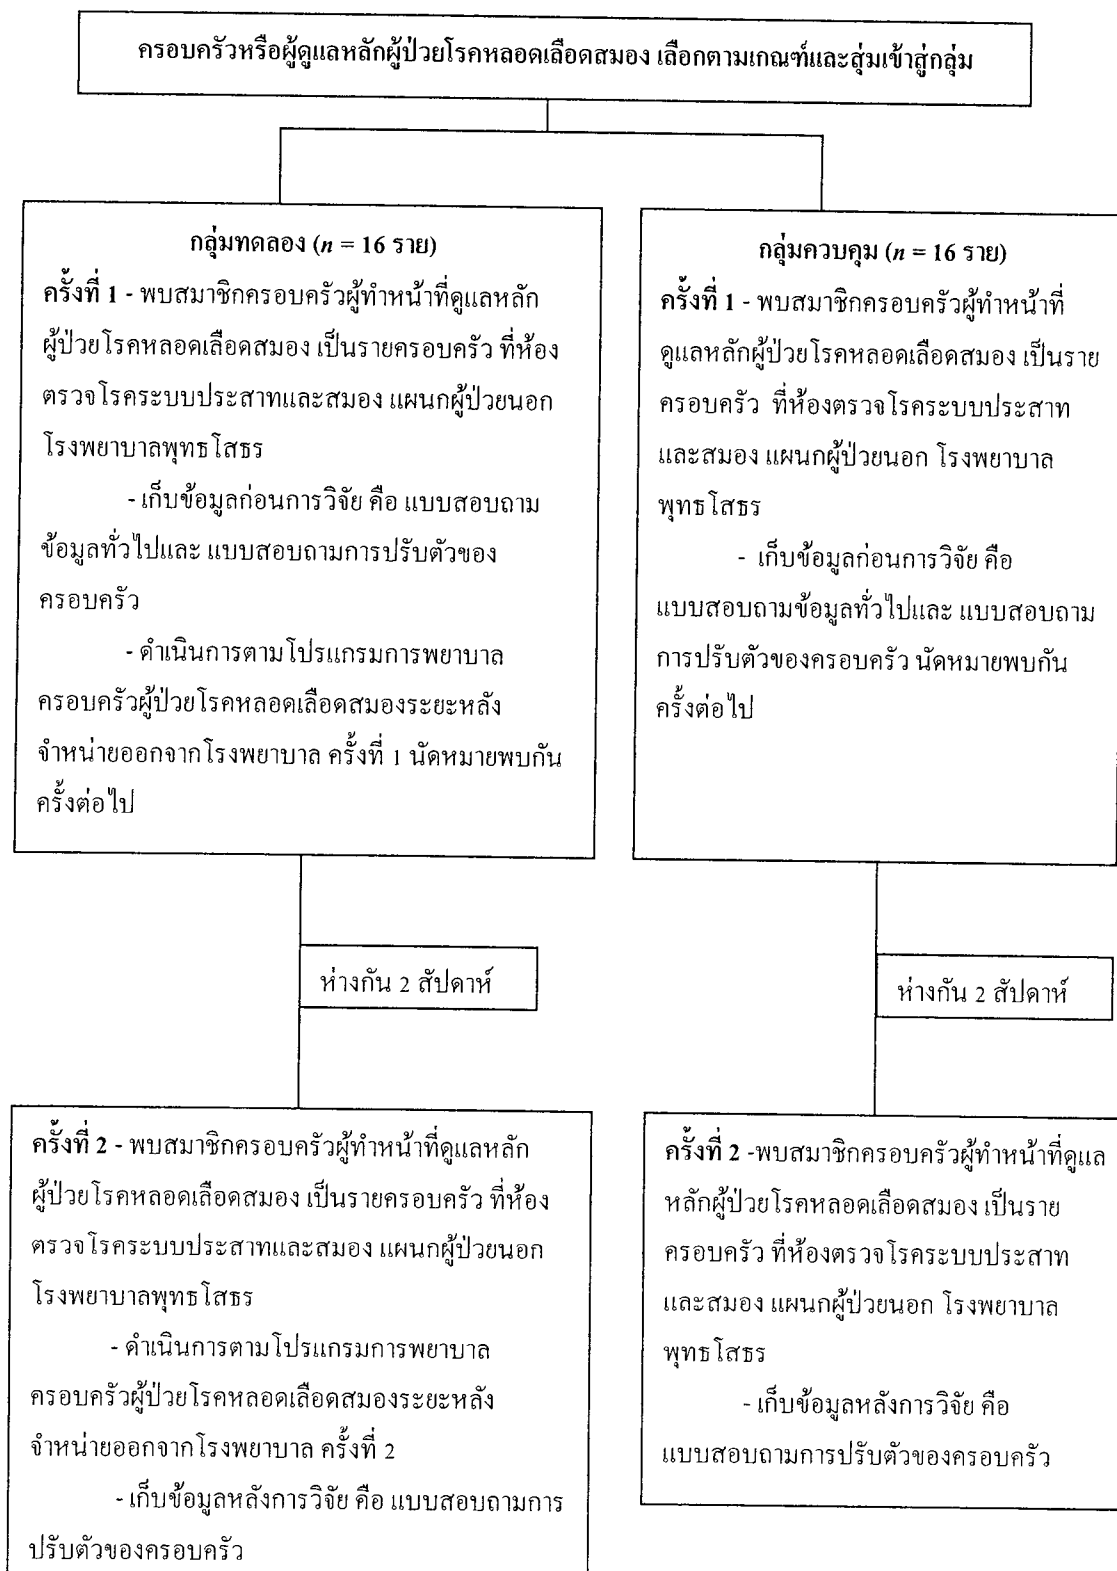 ครอบครัวหรือผู้ดูแลหลักผู้ป่วยโรคหลอดเลือดสมอง เลือกตามเกณฑ์และสุ่มเข้าสู่กลุ่ม
กลุ่มทดลอง (n = 16 ราย)
ครั้งที่ 1 - พบสมาชิกครอบครัวผู้ทำหน้าที่ดูแลหลัก
ผู้ป่วยโรคหลอดเลือดสมอง เป็นรายครอบครัว ที่ห้อง
ตรวจโรคระบบประสาทและสมอง แผนกผู้ป่วยนอก
โรงพยาบาลพุทธโสธร
- เก็บข้อมูลก่อนการวิจัย คือ แบบสอบถาม
ข้อมูลทั่วไปและ แบบสอบถามการปรับตัวของ
ครอบครัว
- ดำเนินการตามโปรแกรมการพยาบาล
ครอบครัวผู้ป่วยโรคหลอดเลือดสมองระยะหลัง
จำหน่ายออกจากโรงพยาบาล ครั้งที่ 1 นัดหมายพบกัน
ครั้งต่อไป
กลุ่มควบคุม (n = 16 ราย)
ครั้งที่ 1 - พบสมาชิกครอบครัวผู้ทำหน้าที่
ดูแลหลักผู้ป่วยโรคหลอดเลือดสมอง เป็นราย
ครอบครัว ที่ห้องตรวจโรคระบบประสาท
และสมอง แผนกผู้ป่วยนอก โรงพยาบาล
พุทธโสธร
- เก็บข้อมูลก่อนการวิจัย คือ
แบบสอบถามข้อมูลทั่วไปและ แบบสอบถาม
การปรับตัวของครอบครัว นัดหมายพบกัน
ครั้งต่อไป
ห่างกัน 2 สัปดาห์
ห่างกัน 2 สัปดาห์
ครั้งที่ 2 - พบสมาชิกครอบครัวผู้ทำหน้าที่ดูแลหลัก
ผู้ป่วยโรคหลอดเลือดสมอง เป็นรายครอบครัว ที่ห้อง
ตรวจโรคระบบประสาทและสมอง แผนกผู้ป่วยนอก
โรงพยาบาลพุทธโสธร
- ดำเนินการตามโปรแกรมการพยาบาล
ครอบครัวผู้ป่วยโรคหลอดเลือดสมองระยะหลัง
จำหน่ายออกจากโรงพยาบาล ครั้งที่ 2
- เก็บข้อมูลหลังการวิจัย คือ แบบสอบถามการ
ปรับตัวของครอบครัว
ครั้งที่ 2 -พบสมาชิกครอบครัวผู้ทำหน้าที่ดูแล
หลักผู้ป่วยโรคหลอดเลือดสมอง เป็นราย
ครอบครัว ที่ห้องตรวจโรคระบบประสาท
และสมอง แผนกผู้ป่วยนอก โรงพยาบาล
พุทธโสธร
- เก็บข้อมูลหลังการวิจัย คือ
แบบสอบถามการปรับตัวของครอบครัว